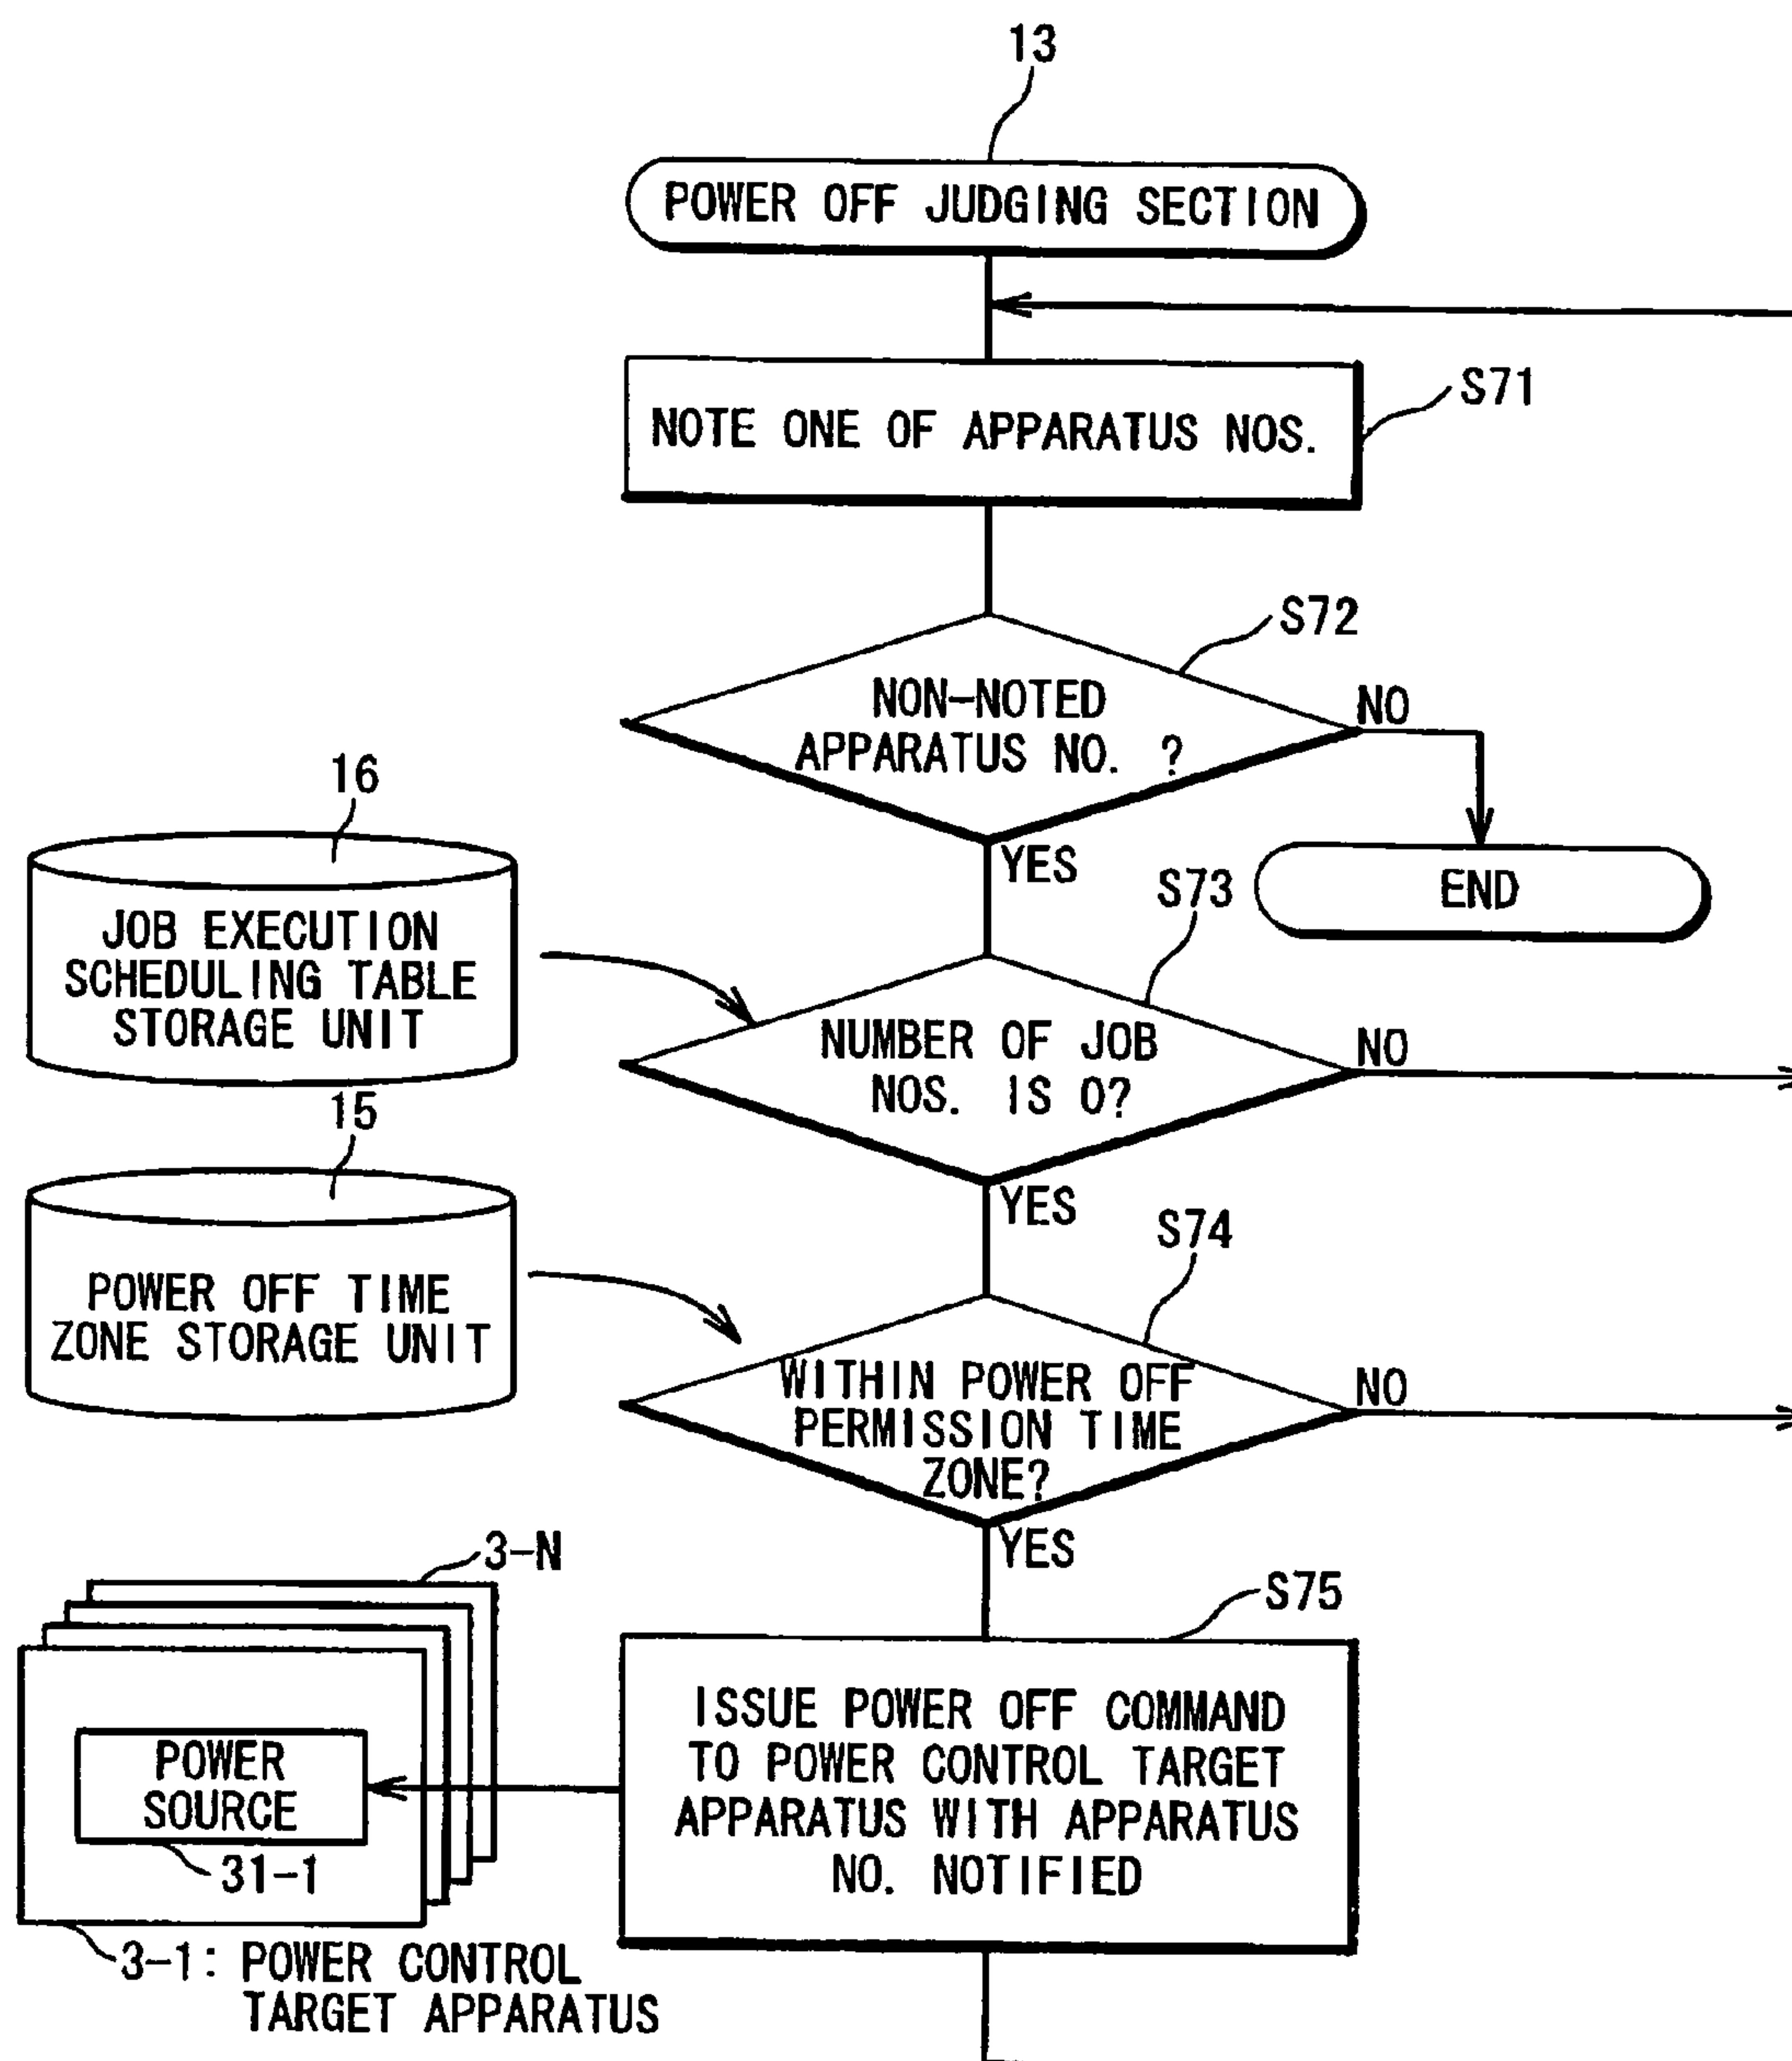 13
POWER OFF JUDGING SECTION
S71
NOTE ONE OF APPARATUS NOS.
S72
NON-NOTED
APPARATUS NO. ?
NO
YES
END
16
JOB EXECUTION
SCHEDULING TABLE
STORAGE UNIT
S73
NUMBER OF JOB
NOS. IS 0?
NO
YES
15
POWER OFF TIME
ZONE STORAGE UNIT
S74
WITHIN POWER OFF
PERMISSION TIME
ZONE?
NO
YES
3-N
S75
ISSUE POWER OFF COMMAND
TO POWER CONTROL TARGET
APPARATUS WITH APPARATUS
NO. NOTIFIED
POWER
SOURCE
31-1
3-1: POWER CONTROL
TARGET APPARATUS